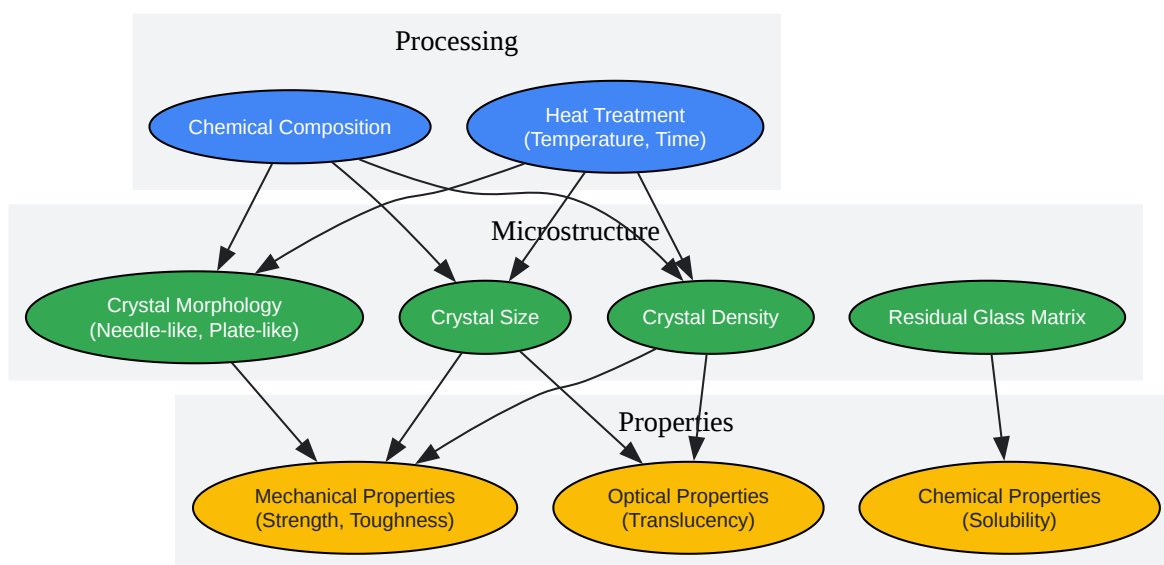 Processing
Chemical Composition
Heat Treatment
(Temperature, Time)
Microstructure
Crystal Morphology
(Needle-like, Plate-like)
Crystal Size
Crystal Density
Residual Glass Matrix
Properties
Mechanical Properties
(Strength, Toughness)
Optical Properties
(Translucency)
Chemical Properties
(Solubility)